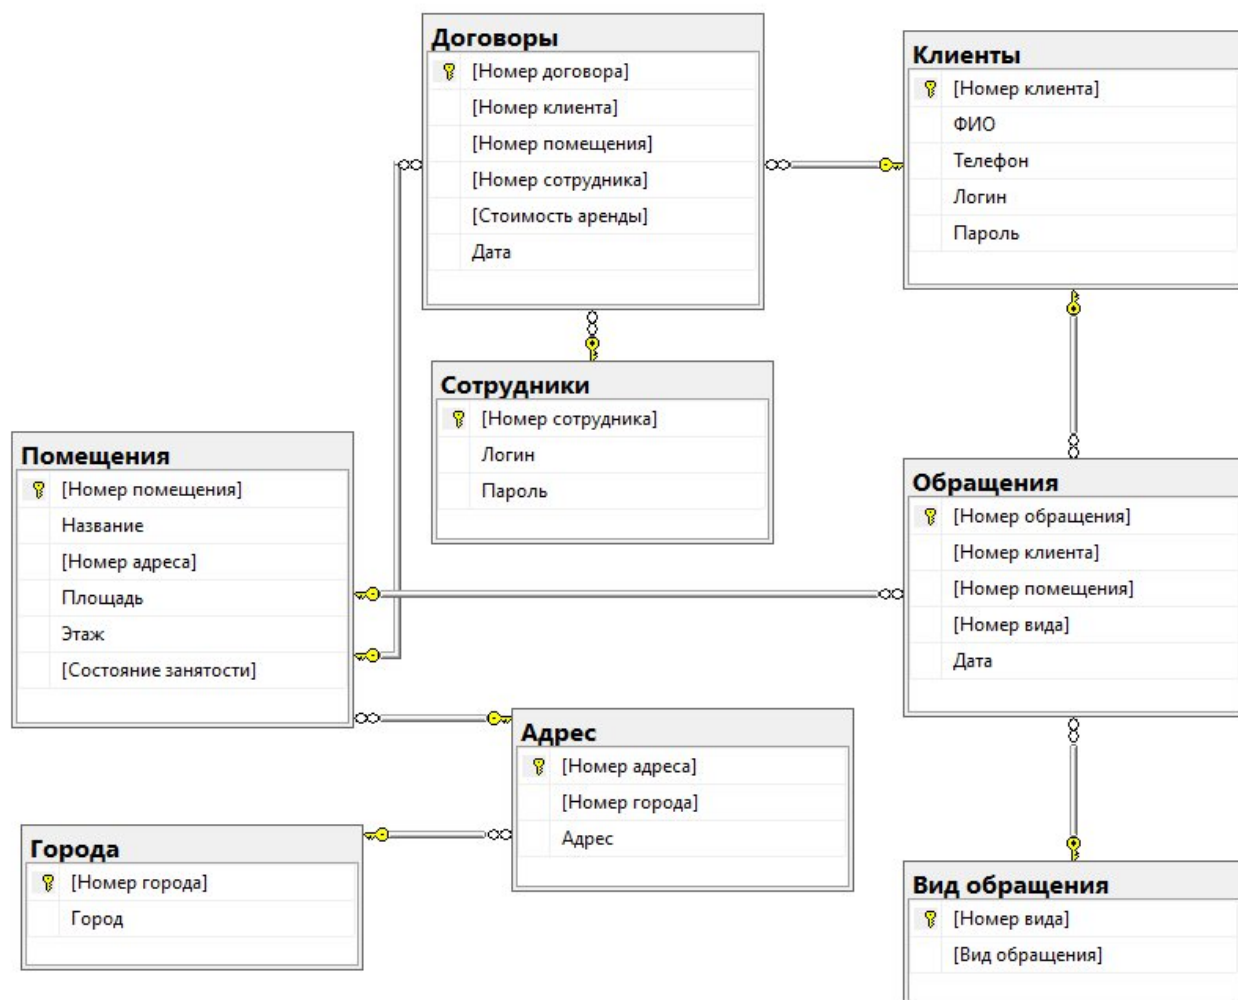 Договоры
[Номер договора]
[Номер клиента]
[Номер помещения]
[Номер сотрудника]
[Стоимость аренды]
Дата
Клиенты
[Номер клиента]
ФИО
Телефон
Логин
Пароль
Сотрудники
[Номер сотрудника]
Логин
Пароль
Помещения
[Номер помещения]
Название
[Номер адреса]
Площадь
Этаж
[Состояние занятости]
Обращения
[Номер обращения]
[Номер клиента]
[Номер помещения]
[Номер вида]
Дата
Адрес
[Номер адреса]
[Номер города]
Адрес
Города
[Номер города]
Город
Вид обращения
[Номер вида]
[Вид обращения]